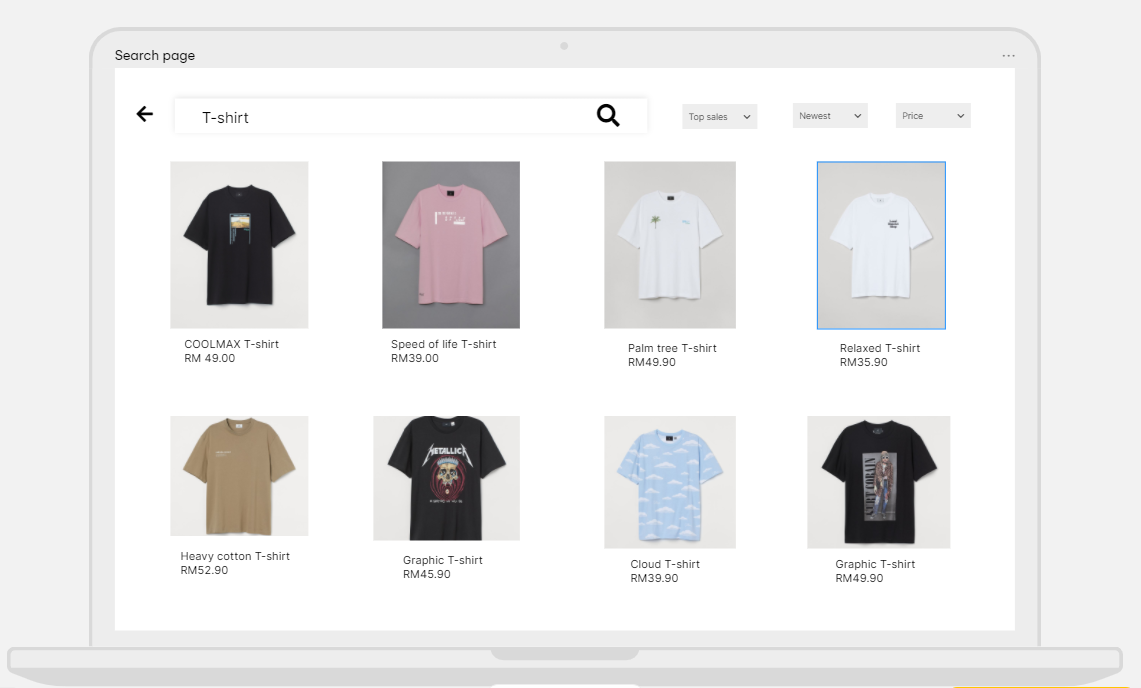 Search page
T-shirt
Top sales
Newest
Price
COOLMAX T-shirt
RM 49.00
Speed of life T-shirt
RM39.00
Palm tree T-shirt
RM49.90
Relaxed T-shirt
RM35.90
METALLICA
KURT COBAIN
Heavy cotton T-shirt
RM52.90
Graphic T-shirt
RM45.90
Cloud T-shirt
RM39.90
Graphic T-shirt
RM49.90